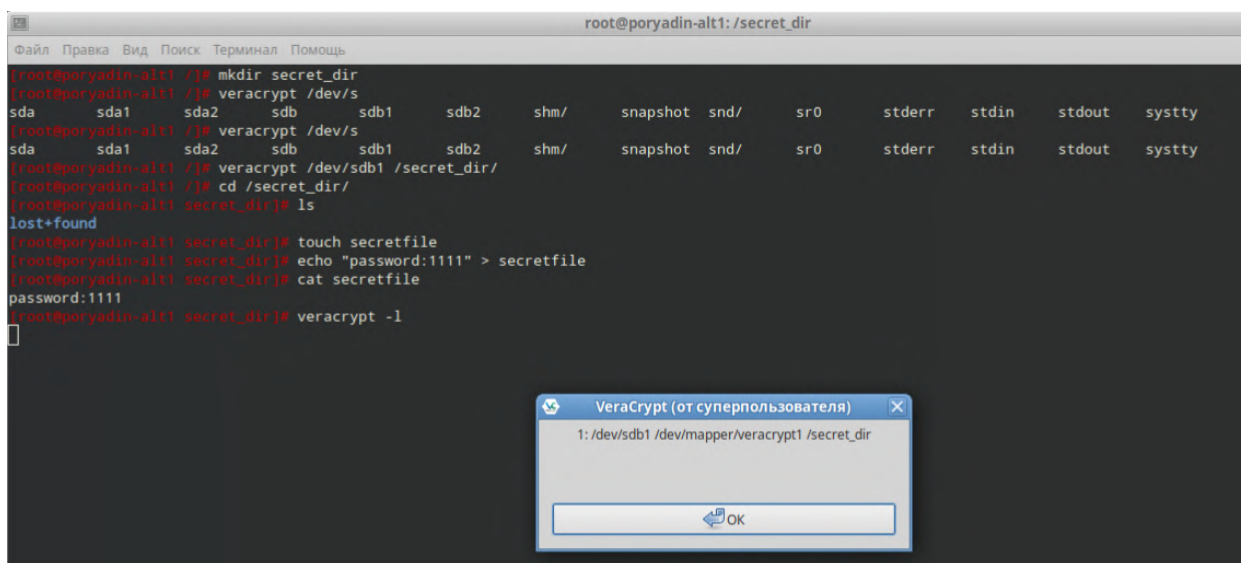 root@poryadin-alt1: /secret_dir
Файл Правка Вид Поиск Терминал Помощь
[root@poryadin-alt1 /]# mkdir secret_dir
[root@poryadin-alt1 /]# veracrypt /dev/s
sda sda1 sda2 sdb sdb1 sdb2 shm/ snapshot snd/ sr0 stderr stdin stdout systty
[root@poryadin-alt1 /]# veracrypt /dev/s
sda sda1 sda2 sdb sdb1 sdb2 shm/ snapshot snd/ sr0 stderr stdin stdout systty
[root@poryadin-alt1 /]# veracrypt /dev/sdb1 /secret_dir/
[root@poryadin-alt1 /]# cd /secret_dir/
[root@poryadin-alt1 secret_dir]# ls
lost+found
[root@poryadin-alt1 secret_dir]# touch secretfile
[root@poryadin-alt1 secret_dir]# echo "password:1111" > secretfile
[root@poryadin-alt1 secret_dir]# cat secretfile
password:1111
[root@poryadin-alt1 secret_dir]# veracrypt -l
VeraCrypt (от суперпользователя)
1: /dev/sdb1 /dev/mapper/veracrypt1 /secret_dir
OK